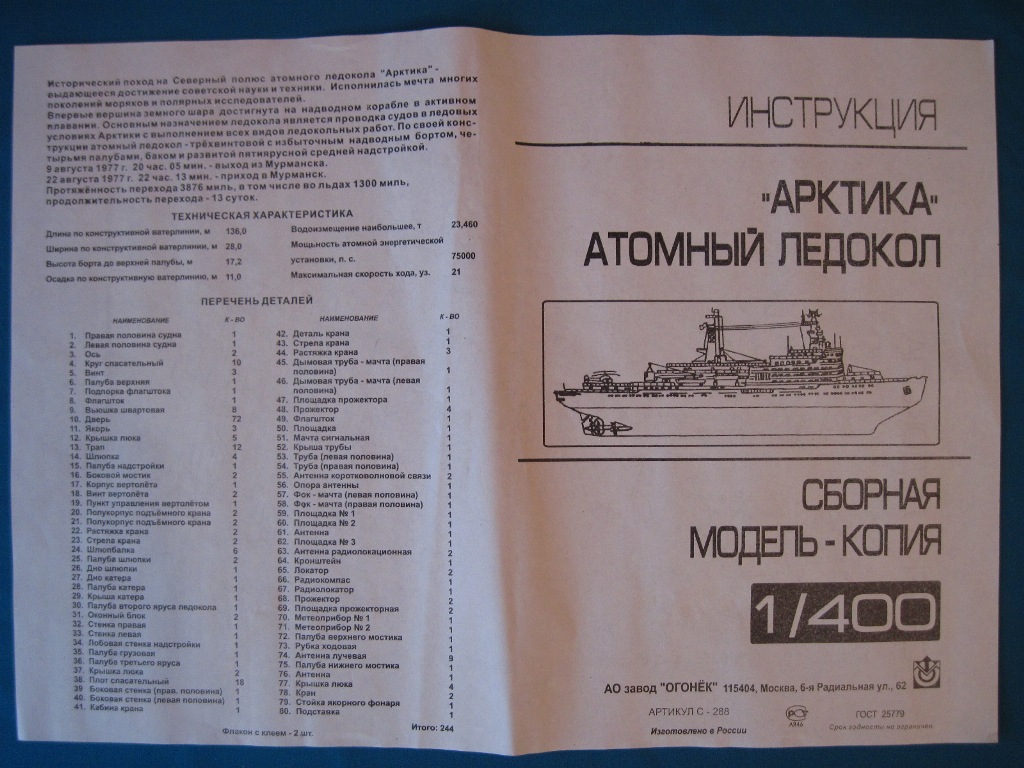 Исторический поход на Северный полюс атомного ледокола "Арктика" -
выдающееся достижение советской науки и техники. Исполнилась мечта многих
поколений моряков и полярных исследователей.
Впервые вершина земного шара достигнута на надводном корабле в активном
плавании. Основным назначением ледокола является проводка судов в ледовых
условиях Арктики с выполнением всех видов ледокольных работ. По своей конс-
трукции атомный ледокол - трёхвинтовой с избыточным надводным бортом, че-
тырьмя палубами, баком и развитой пятиярусной средней надстройкой.
9 августа 1977 г. 20 час. 05 мин. - выход из Мурманска.
22 августа 1977 г. 22 час. 13 мин. - приход в Мурманск.
Протяжённость перехода 3876 миль, в том числе во льдах 1300 миль,
продолжительность перехода - 13 суток.
ТЕХНИЧЕСКАЯ ХАРАКТЕРИСТИКА
Длина по конструктивной ватерлинии, м 136,0
Ширина по конструктивной ватерлинии, м 28,0
Высота борта до верхней палубы, м 17,2
Осадка по конструктивную ватерлинию, м 11,0
Водоизмещение наибольшее, т 23,460
Мощность атомной энергетической
установки, п. с. 75000
Максимальная скорость хода, уз. 21
ПЕРЕЧЕНЬ ДЕТАЛЕЙ
НАИМЕНОВАНИЕ К - ВО
1. Правая половина судна 1
2. Левая половина судна 1
3. Ось 2
4. Круг спасательный 10
5. Винт 3
6. Палуба верхняя 1
7. Подпорка флагштока 1
8. Флагшток 1
9. Вьюшка швартовая 8
10. Дверь 72
11. Якорь 3
12. Крышка люка 5
13. Трап 12
14. Шлюпка 4
15. Палуба надстройки 1
16. Боковой мостик 2
17. Корпус вертолёта 1
18. Винт вертолёта 2
19. Пункт управления вертолётом 1
20. Полукорпус подъёмного крана 2
21. Полукорпус подъёмного крана 2
22. Растяжка крана 2
23. Стрела крана 2
24. Шлюпбалка 6
25. Палуба шлюпки 2
26. Дно шлюпки 2
27. Дно катера 1
28. Палуба катера 1
29. Крыша катера 1
30. Палуба второго яруса ледокола 1
31. Оконный блок 2
32. Стенка правая 1
33. Стенка левая 1
34. Лобовая стенка надстройки 1
35. Палуба грузовая 1
36. Палуба третьего яруса 1
37. Крышка люка 2
38. Плот спасательный 18
39 Боковая стенка (прав. половина) 1
40. Боковая стенка (левая половина) 1
41. Кабина крана 1
НАИМЕНОВАНИЕ К - ВО
42. Деталь крана 1
43. Стрела крана 1
44. Растяжка крана 3
45. Дымовая труба - мачта (правая
половина) 1
46. Дымовая труба - мачта (левая
половина) 1
47. Площадка прожектора 1
48. Прожектор 4
49. Флагшток 1
50. Площадка 1
51. Мачта сигнальная 1
52. Крыша трубы 1
53. Труба (левая половина) 1
54. Труба (правая половина) 1
55. Антенна коротковолновой связи 2
56. Опора антенны 1
57. Фок - мачта (левая половина) 1
58. Фок - мачта (правая половина) 1
59. Площадка № 1 1
60. Площадка № 2 1
61. Антенна 1
62. Площадка № 3 1
63. Антенна радиолокационная 2
64. Кронштейн 1
65. Локатор 2
66. Радиокомпас 1
67. Радиолокатор 1
68. Прожектор 2
69. Площадка прожекторная 2
70. Метеоприбор № 1 1
71. Метеоприбор № 2 1
72. Палуба верхнего мостика 1
73. Рубка ходовая 1
74. Антенна лучевая 9
75. Палуба нижнего мостика 1
76. Антенна 1
77. Крышка люка 4
78. Кран 2
79. Стойка якорного фонаря 1
80. Подставка 1
Флакон с клеем - 2 шт.
Итого: 244
ИНСТРУКЦИЯ
"АРКТИКА"
АТОМНЫЙ ЛЕДОКОЛ
СБОРНАЯ
МОДЕЛЬ - КОПИЯ
1/400
АО завод "ОГОНЁК" 115404, Москва, 6-я Радиальная ул., 62
АРТИКУЛ С - 288
ГОСТ 25779
Изготовлено в России
Срок годности не ограничен.